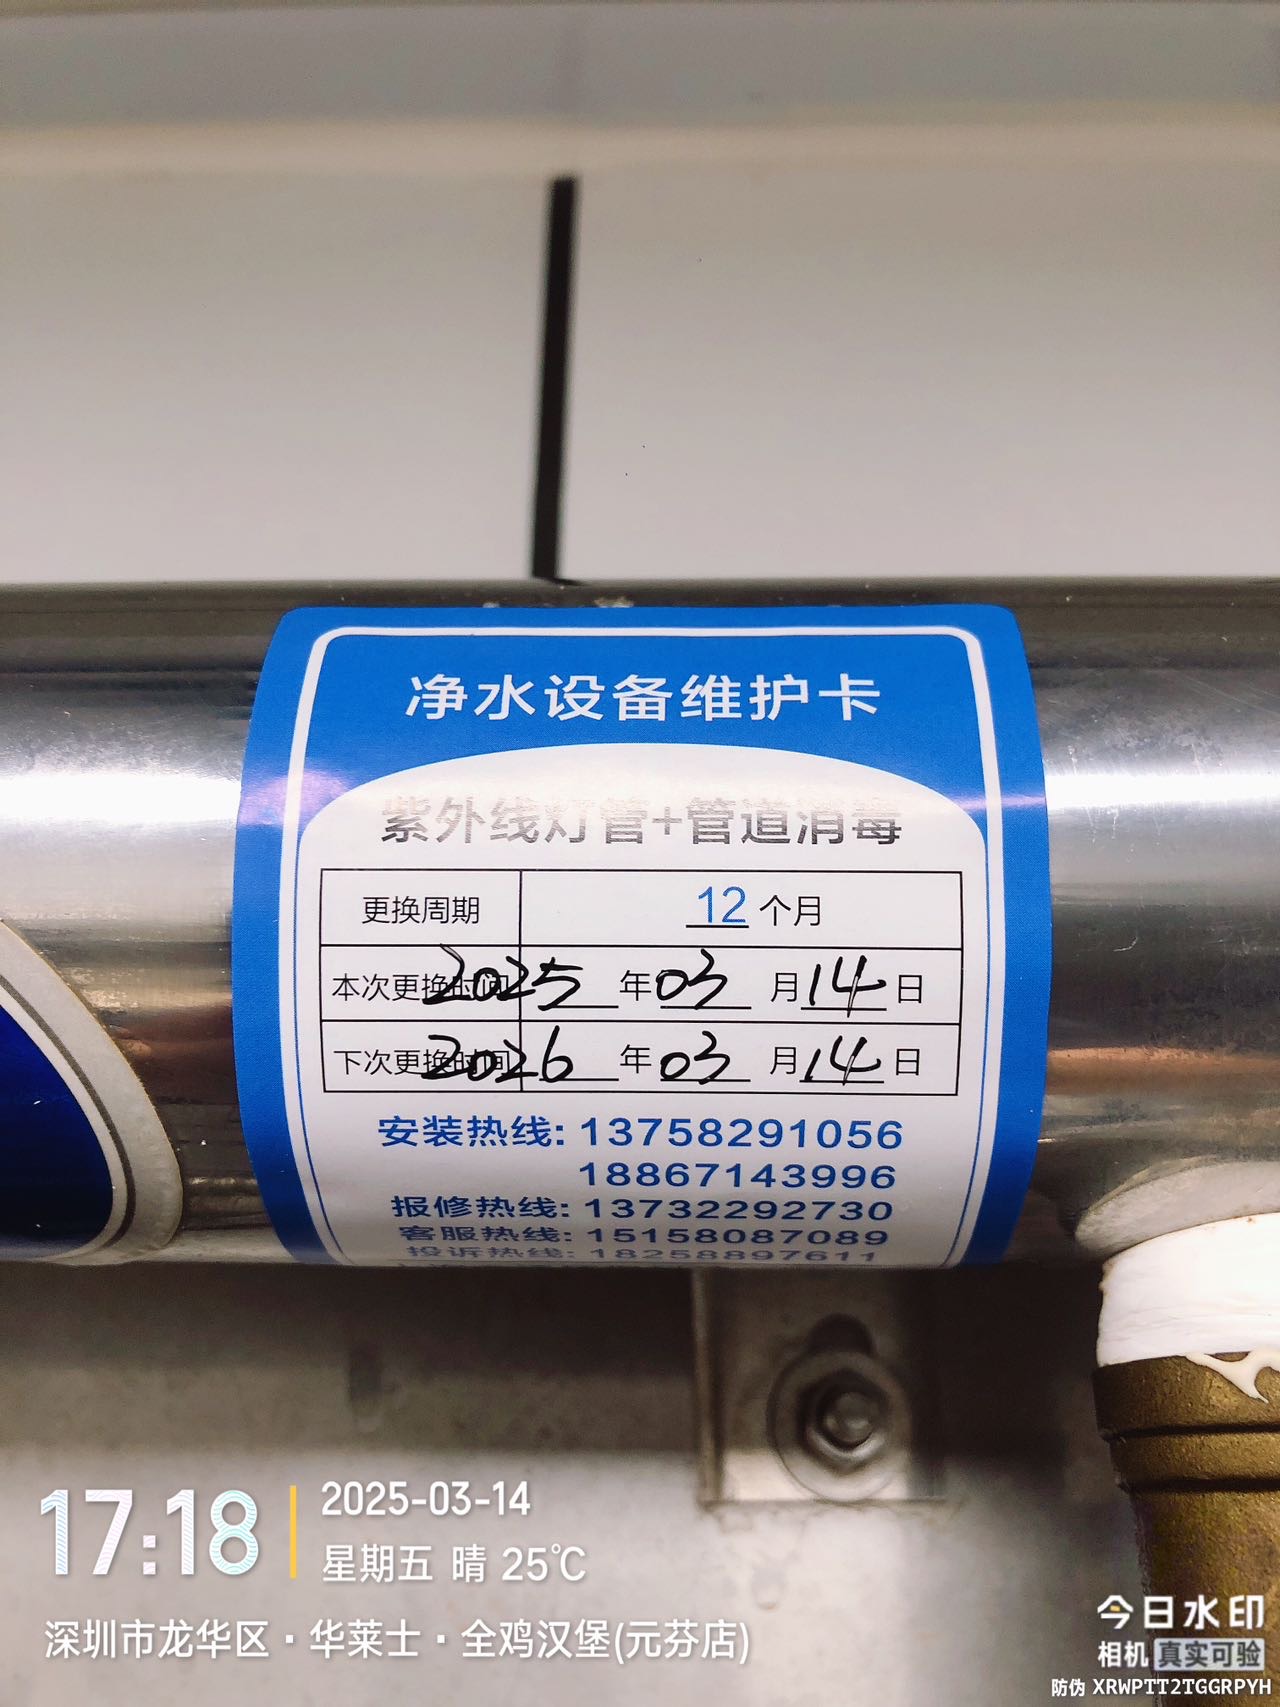 净水设备维护卡
紫外线灯管+管道消毒
更换周期 12 个月
本次更换时间 2025 年 03 月 14 日
下次更换时间 2026 年 03 月 14 日
安装热线: 13758291056
18867143996
报修热线: 13732292730
客服热线: 15158087089
投诉热线: 18258897611
17:18
2025-03-14
星期五 晴 25℃
深圳市龙华区·华莱士·全鸡汉堡(元芬店)
今日水印
相机 真实可验
防伪 XRWPTT2TGGRPYH